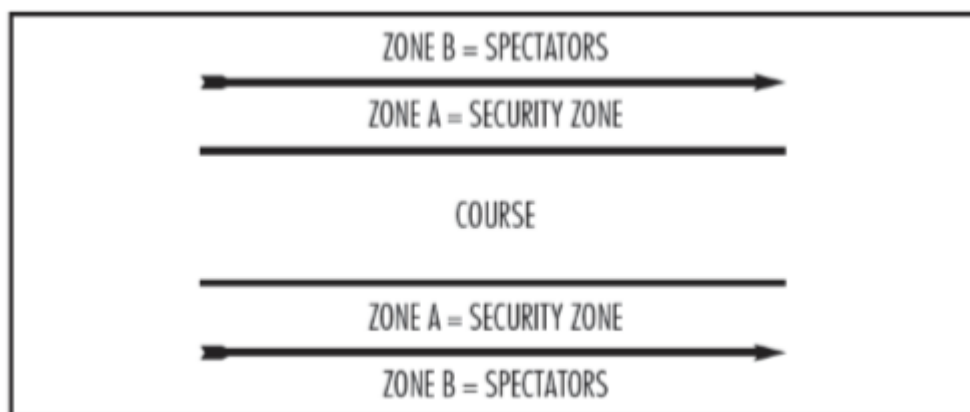 ZONE B = SPECTATORS
ZONE A = SECURITY ZONE
COURSE
ZONE A = SECURITY ZONE
ZONE B = SPECTATORS